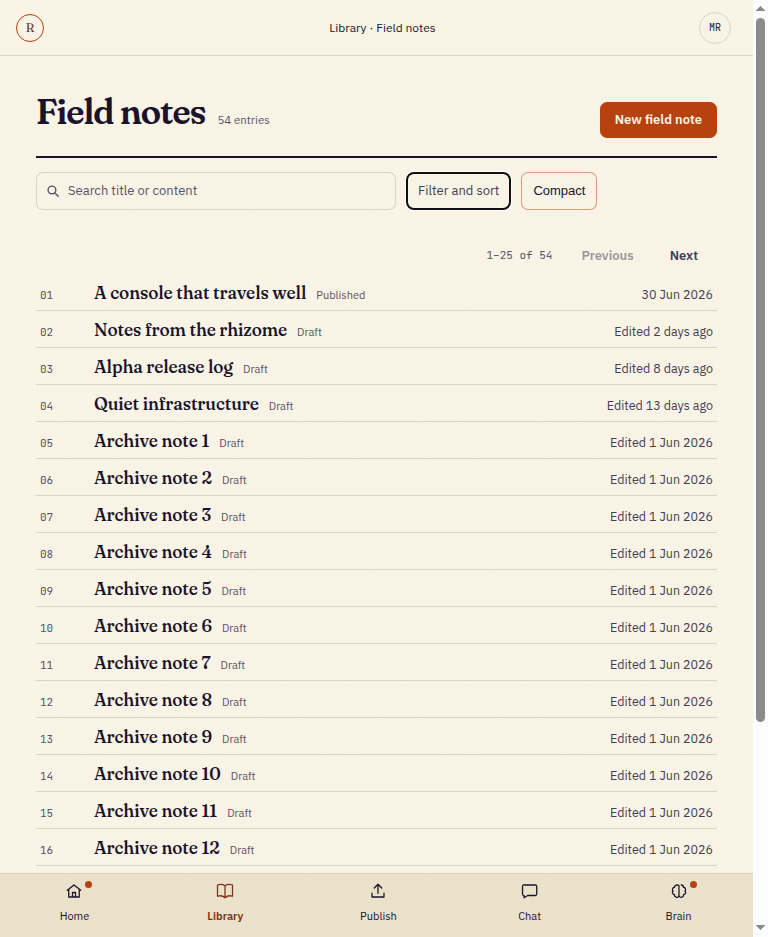 R
Library · Field notes
MR
Field notes
54 entries
New field note
Search title or content
Filter and sort
Compact
1–25 of 54
Previous
Next
01 A console that travels well Published 30 Jun 2026
02 Notes from the rhizome Draft Edited 2 days ago
03 Alpha release log Draft Edited 8 days ago
04 Quiet infrastructure Draft Edited 13 days ago
05 Archive note 1 Draft Edited 1 Jun 2026
06 Archive note 2 Draft Edited 1 Jun 2026
07 Archive note 3 Draft Edited 1 Jun 2026
08 Archive note 4 Draft Edited 1 Jun 2026
09 Archive note 5 Draft Edited 1 Jun 2026
10 Archive note 6 Draft Edited 1 Jun 2026
11 Archive note 7 Draft Edited 1 Jun 2026
12 Archive note 8 Draft Edited 1 Jun 2026
13 Archive note 9 Draft Edited 1 Jun 2026
14 Archive note 10 Draft Edited 1 Jun 2026
15 Archive note 11 Draft Edited 1 Jun 2026
16 Archive note 12 Draft Edited 1 Jun 2026
Home
Library
Publish
Chat
Brain